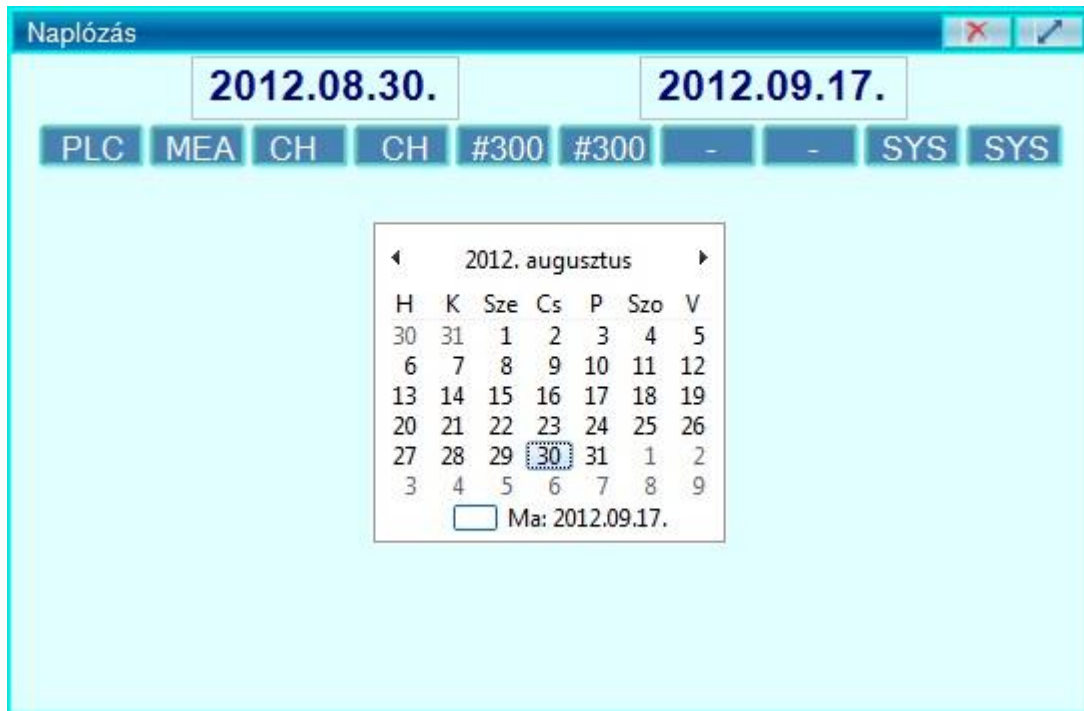 Naplózás
2012.08.30. 2012.09.17.
PLC MEA CH CH #300 #300 - - SYS SYS
2012. augusztus
H K Sze Cs P Szo V
30 31 1 2 3 4 5
6 7 8 9 10 11 12
13 14 15 16 17 18 19
20 21 22 23 24 25 26
27 28 29 30 31 1 2
3 4 5 6 7 8 9
Ma: 2012.09.17.